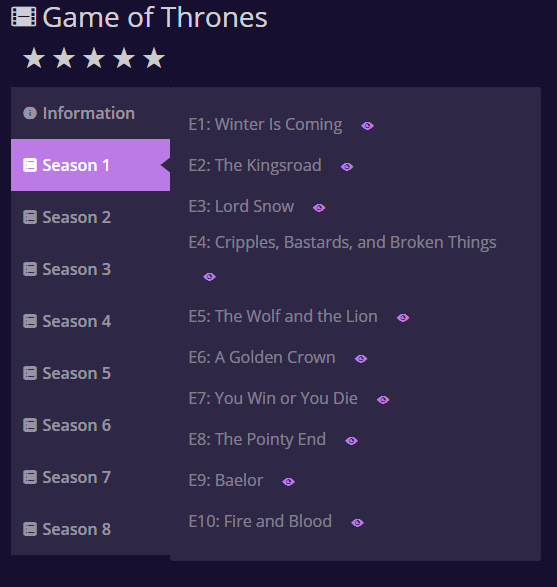 Game of Thrones
Information
Season 1
Season 2
Season 3
Season 4
Season 5
Season 6
Season 7
Season 8
E1: Winter Is Coming
E2: The Kingsroad
E3: Lord Snow
E4: Cripples, Bastards, and Broken Things
E5: The Wolf and the Lion
E6: A Golden Crown
E7: You Win or You Die
E8: The Pointy End
E9: Baelor
E10: Fire and Blood